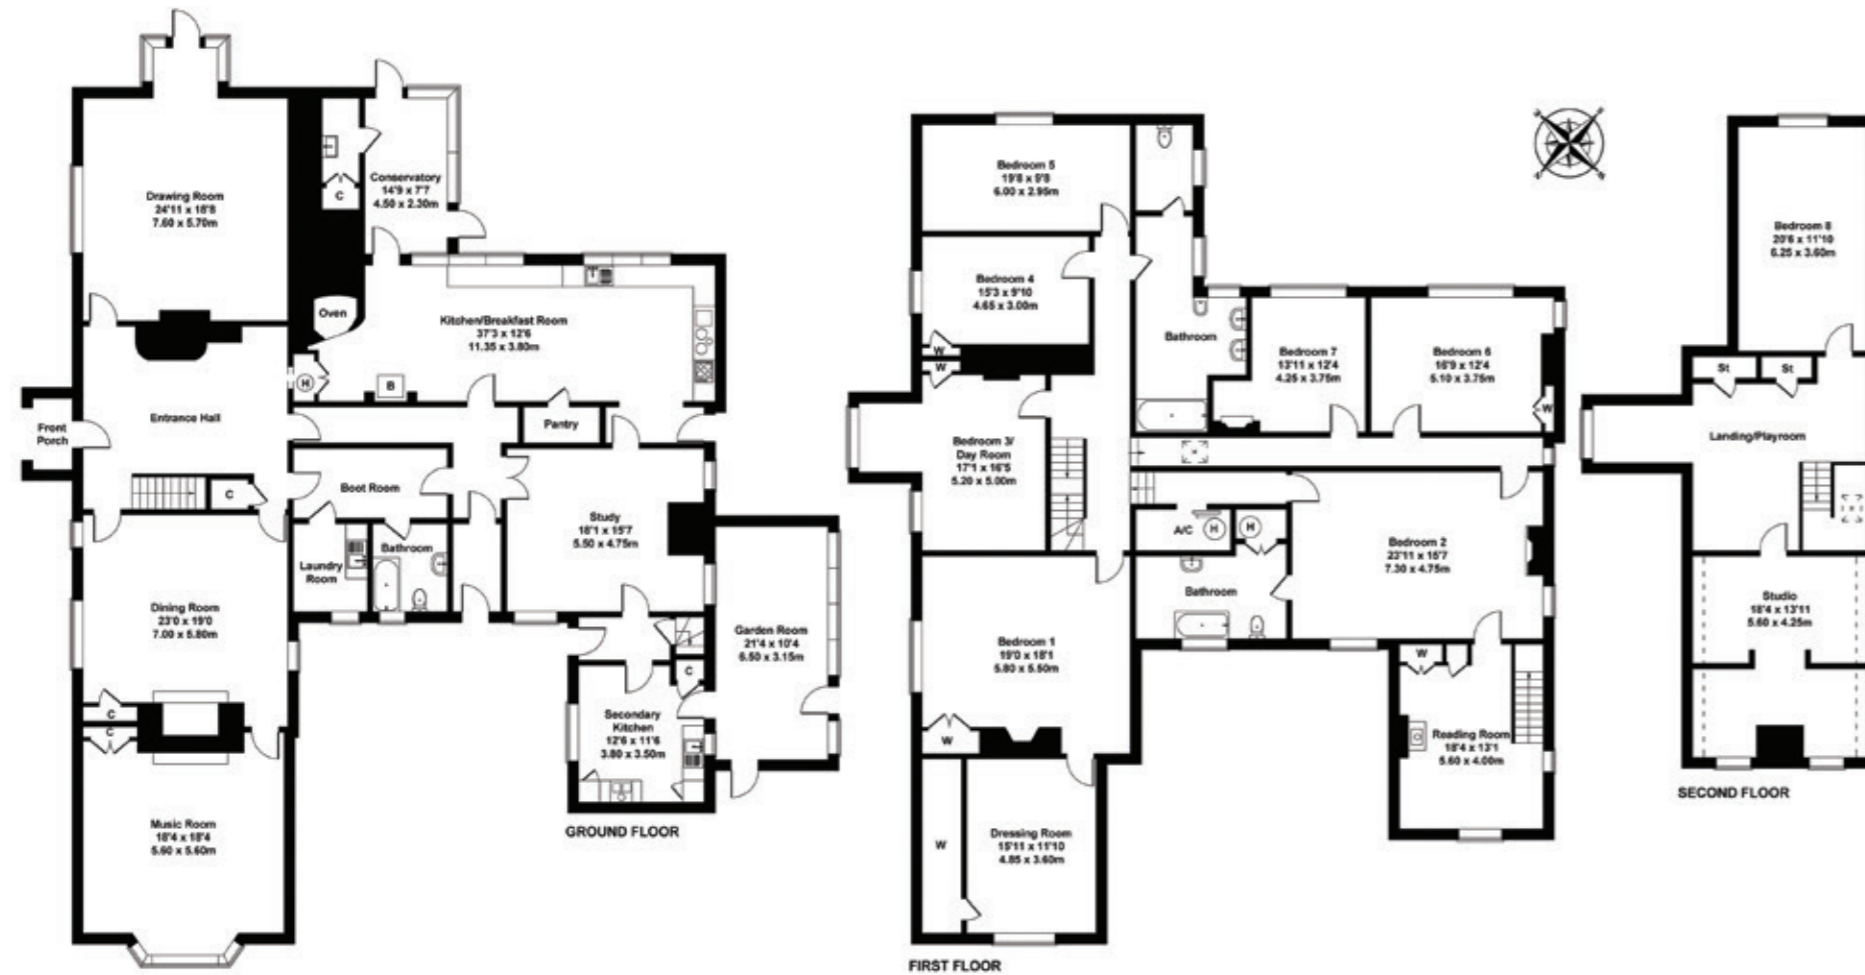 Drawing Room
24'11 x 18'8
7.60 x 5.70m
C
Conservatory
14'9 x 7'7
4.50 x 2.30m
Oven
Kitchen/Breakfast Room
37'3 x 12'6
11.35 x 3.80m
H
B
Entrance Hall
Front
Porch
Pantry
C
Boot Room
Study
18'1 x 15'7
5.50 x 4.75m
Laundry
Room
Bathroom
Dining Room
23'0 x 19'0
7.00 x 5.80m
Garden Room
21'4 x 10'4
6.50 x 3.15m
C
C
C
Secondary
Kitchen
12'6 x 11'6
3.80 x 3.50m
Music Room
18'4 x 18'4
5.60 x 5.60m
GROUND FLOOR
Bedroom 5
19'8 x 9'8
6.00 x 2.95m
Bedroom 4
15'3 x 9'10
4.65 x 3.00m
W
W
Bathroom
Bedroom 7
13'11 x 12'4
4.25 x 3.75m
Bedroom 6
16'9 x 12'4
5.10 x 3.75m
W
Bedroom 3/
Day Room
17'1 x 16'5
5.20 x 5.00m
A/C
H
H
Bedroom 2
23'11 x 15'7
7.30 x 4.75m
Bathroom
Bedroom 1
19'0 x 18'1
5.80 x 5.50m
W
W
Reading Room
18'4 x 13'1
5.60 x 4.00m
W
Dressing Room
15'11 x 11'10
4.85 x 3.60m
FIRST FLOOR
Bedroom 8
20'6 x 11'10
6.25 x 3.60m
St
St
Landing/Playroom
Studio
18'4 x 13'11
5.60 x 4.25m
SECOND FLOOR